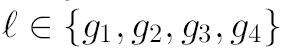 ℓ ∈ {g₁, g₂, g₃, g₄}